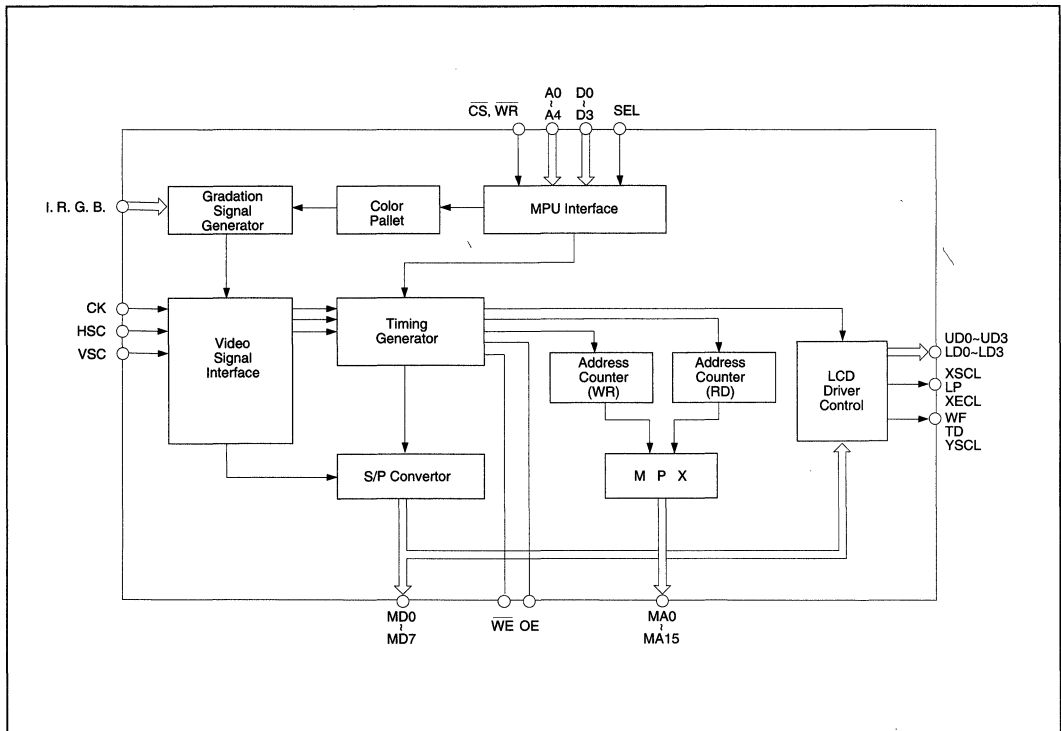 CS, WR
A0
~
A4
D0
~
D3
SEL
I. R. G. B.
Gradation
Signal
Generator
Color
Pallet
MPU Interface
CK
HSC
VSC
Video
Signal
Interface
Timing
Generator
Address
Counter
(WR)
Address
Counter
(RD)
LCD
Driver
Control
UD0~UD3
LD0~LD3
XSCL
LP
XECL
WF
TD
YSCL
S/P Convertor
M P X
MD0
~
MD7
WE OE
MA0
~
MA15